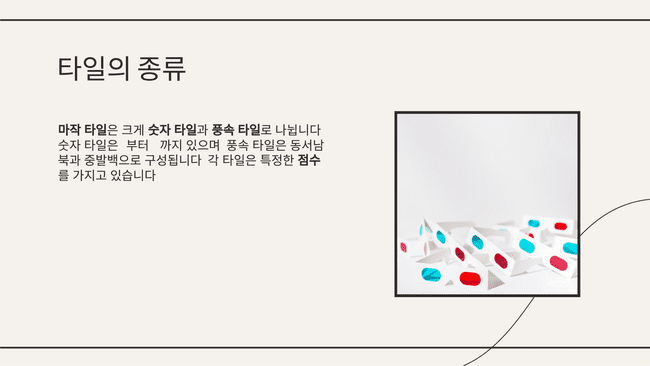 타일의 종류
마작 타일은 크게 숫자 타일과 풍속 타일로 나뉩니다
숫자 타일은 부터 까지 있으며 풍속 타일은 동서남
북과 중발백으로 구성됩니다 각 타일은 특정한 점수
를 가지고 있습니다